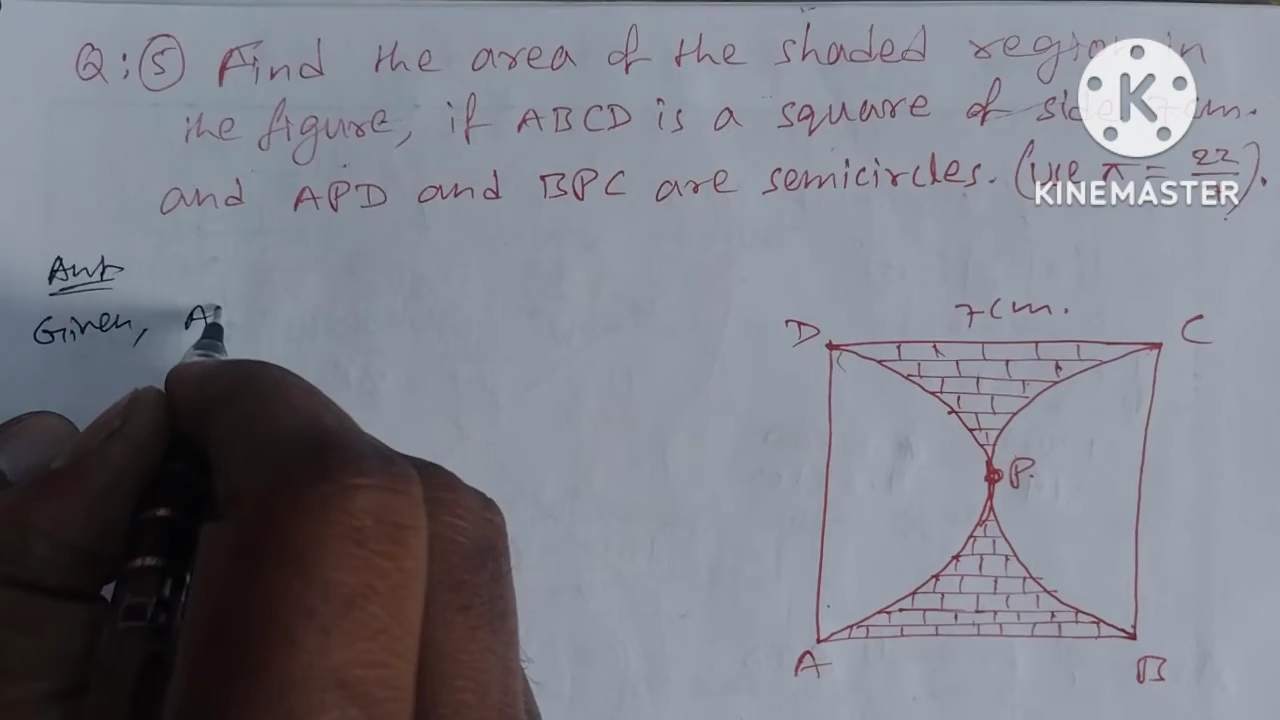 Q: ⑤ Find the area of the shaded region in
the figure, if ABCD is a square of side 7cm.
and APD and BPC are semicircles. (use π = 22/7).
K
KINEMASTER
Ans
Given, A
7cm.
D
C
P.
A
B